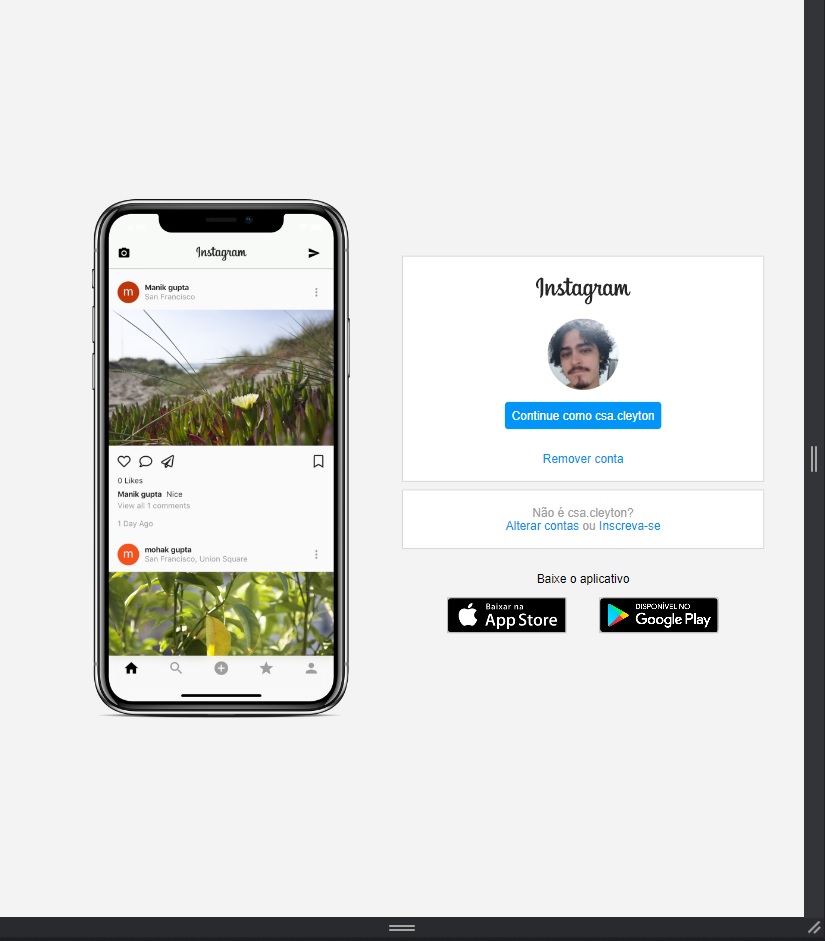 Instagram
m
Manik gupta
San Francisco
0 Likes
Manik gupta Nice
View all 1 comments
1 Day Ago
m
mohak gupta
San Francisco, Union Square
Instagram
Continue como csa.cleyton
Remover conta
Não é csa.cleyton?
Alterar contas ou Inscreva-se
Baixe o aplicativo
Baixar na
App Store
DISPONÍVEL NO
Google Play